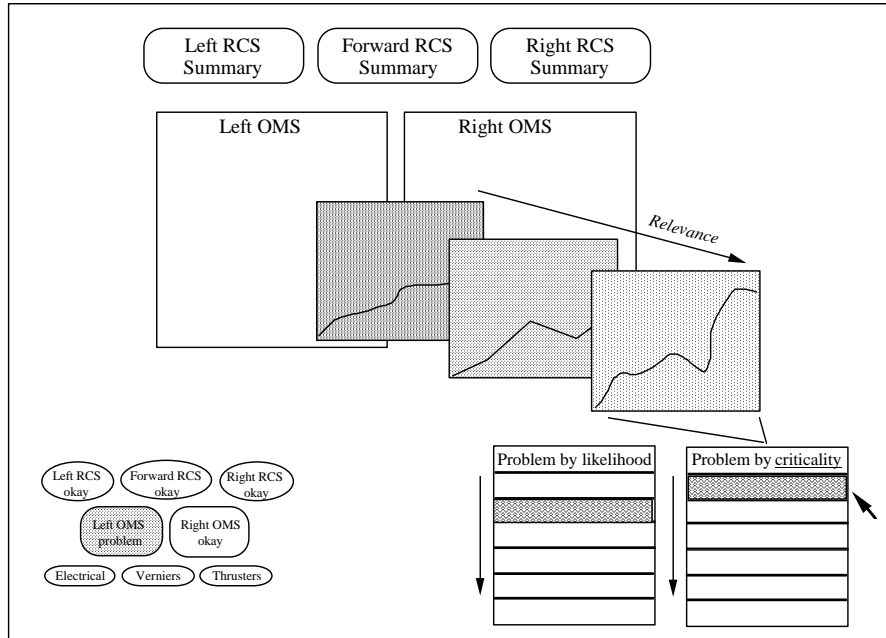 Left RCS
Summary
Forward RCS
Summary
Right RCS
Summary
Left OMS
Right OMS
Relevance
Problem by likelihood
Problem by criticality
Left RCS
okay
Forward RCS
okay
Right RCS
okay
Left OMS
problem
Right OMS
okay
Electrical
Verniers
Thrusters